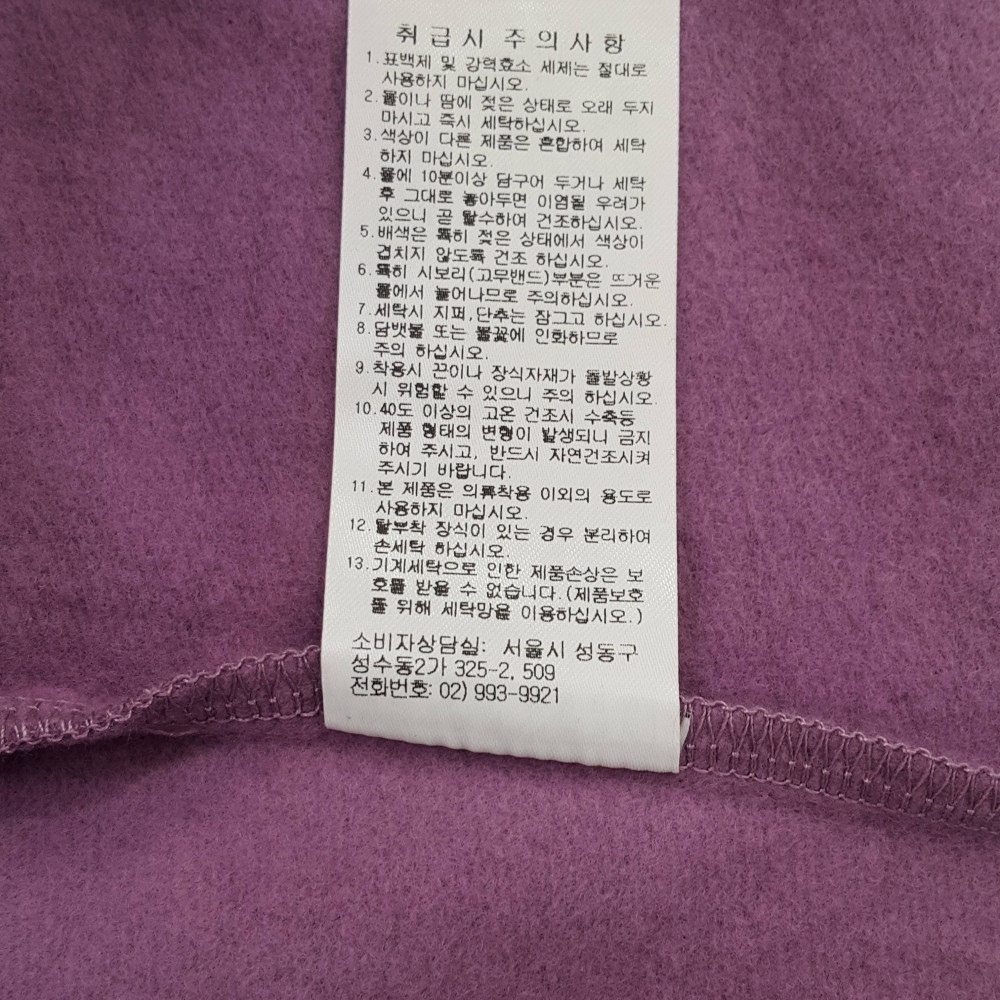 취급시 주의사항
1.표백제 및 강력효소 세제는 절대로
사용하지 마십시오.
2.물이나 땀에 젖은 상태로 오래 두지
마시고 즉시 세탁하십시오.
3.색상이 다른 제품은 혼합하여 세탁
하지 마십시오.
4.물에 10분이상 담구어 두거나 세탁
후 그대로 놓아두면 이염될 우려가
있으니 곧 탈수하여 건조하십시오.
5.배색은 특히 젖은 상태에서 색상이
겹치지 않도록 건조 하십시오.
6.특히 시보리(고무밴드)부분은 뜨거운
물에서 늘어나므로 주의하십시오.
7.세탁시 지퍼,단추는 잠그고 하십시오.
8.담뱃불 또는 불꽃에 인화하므로
주의 하십시오.
9.착용시 끈이나 장식자재가 돌발상황
시 위험할 수 있으니 주의 하십시오.
10.40도 이상의 고온 건조시 수축등
제품 형태의 변형이 발생되니 금지
하여 주시고, 반드시 자연건조시켜
주시기 바랍니다.
11.본 제품은 의류착용 이외의 용도로
사용하지 마십시오.
12.탈부착 장식이 있는 경우 분리하여
손세탁 하십시오.
13.기계세탁으로 인한 제품손상은 보
호를 받을 수 없습니다.(제품보호
를 위해 세탁망을 이용하십시오.)
소비자상담실: 서울시 성동구
성수동2가 325-2, 509
전화번호: 02) 993-9921